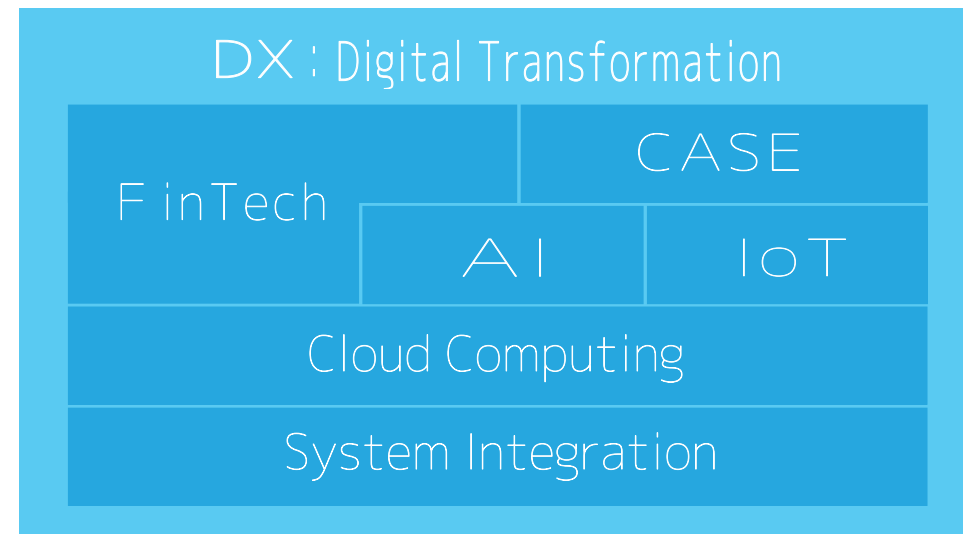 DX：Digital Transformation
CASE
FinTech
AI
IoT
Cloud Computing
System Integration